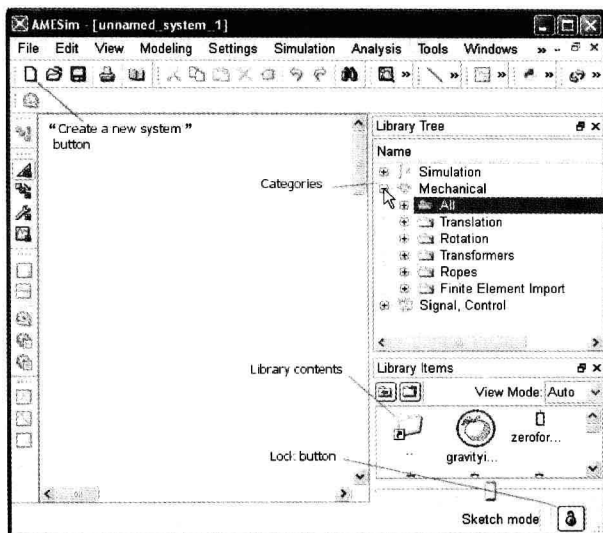 AMESim - [unnamed_system_1]
File Edit View Modeling Settings Simulation Analysis Tools Windows »
» » » » »
"Create a new system"
button
Library Tree
Name
Simulation
Categories
Mechanical
All
Translation
Rotation
Transformers
Ropes
Finite Element Import
Signal, Control
Library contents
Library Items
View Mode: Auto
..
gravityi...
zerofor...
Lock button
Sketch mode